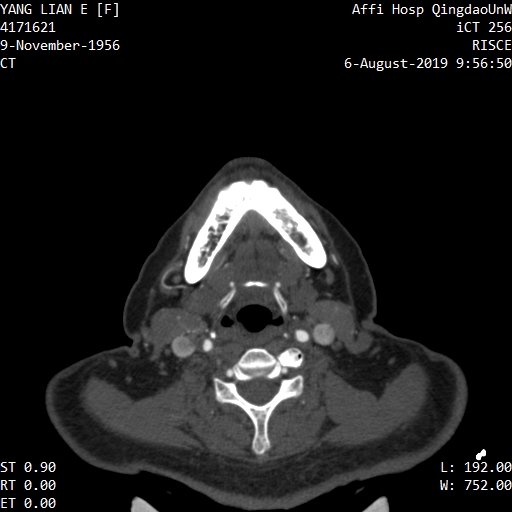 YANG LIAN E [F]
4171621
9-November-1956
CT
Affi Hosp QingdaoUnW
iCT 256
RISCE
6-August-2019 9:56:50
ST 0.90
RT 0.00
ET 0.00
L: 192.00
W: 752.00